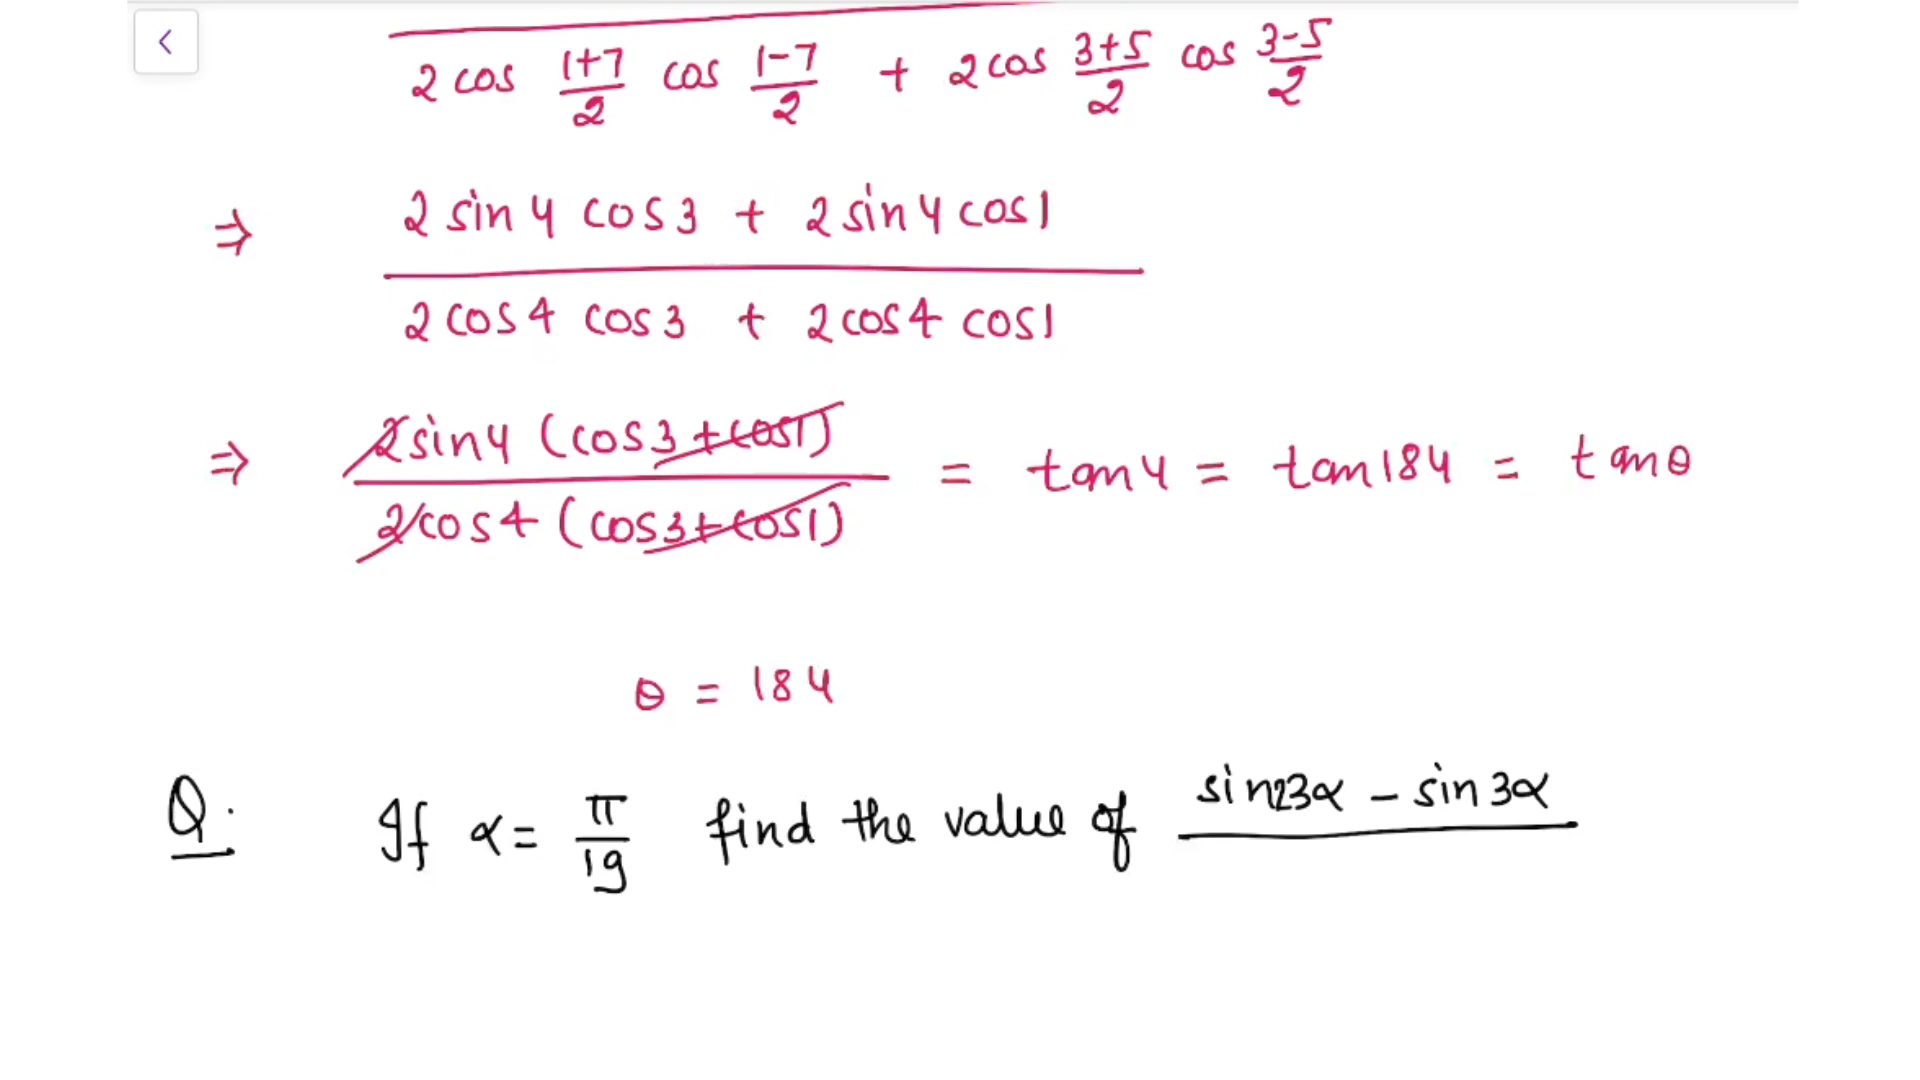 2 cos (1+7)/2 cos (1-7)/2 + 2 cos (3+5)/2 cos (3-5)/2
⇒ (2 sin 4 cos 3 + 2 sin 4 cos 1)/(2 cos 4 cos 3 + 2 cos 4 cos 1)
⇒ 2 sin 4 (cos 3 + cos 1)/2 cos 4 (cos 3 + cos 1) = tan 4 = tan 184 = tan θ
θ = 184
Q. If α = π/19 find the value of sin 23α - sin 3α